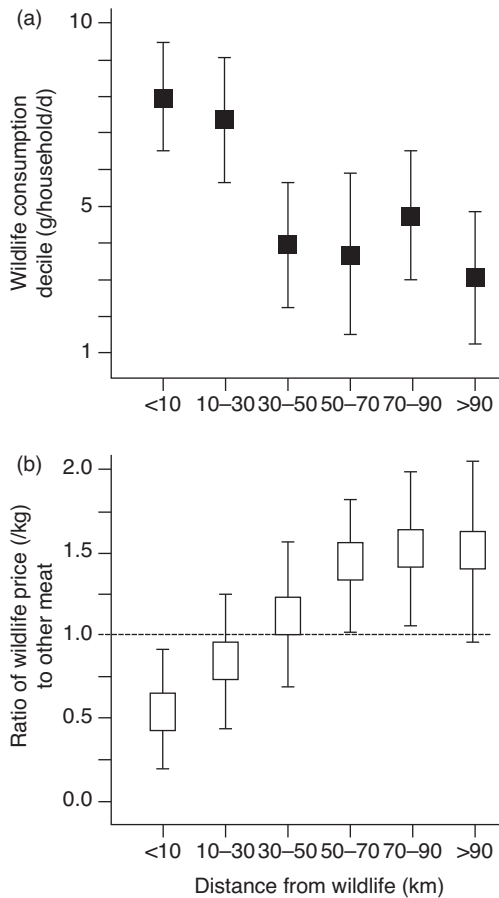 (a)
Wildlife consumption
decile (g/household/d)
10
5
1
<10 10–30 30–50 50–70 70–90 >90
(b)
Ratio of wildlife price (/kg)
to other meat
2.0
1.5
1.0
0.5
0.0
<10 10–30 30–50 50–70 70–90 >90
Distance from wildlife (km)